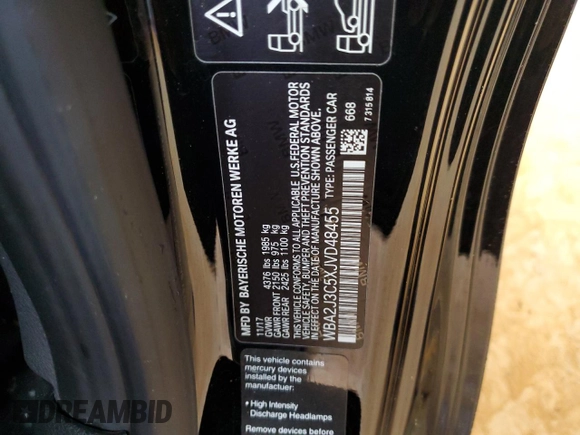 MFD BY BAYERISCHE MOTOREN WERKE AG
11/17
GVWR 4376 lbs 1985 kg
GAWR FRONT 2150 lbs 975 kg
GAWR REAR 2425 lbs 1100 kg
THIS VEHICLE CONFORMS TO ALL APPLICABLE U.S.FEDERAL MOTOR
VEHICLE SAFETY, BUMPER AND THEFT PREVENTION STANDARDS
IN EFFECT ON THE DATE OF MANUFACTURE SHOWN ABOVE.
WBA2J3C5XJVD48455 TYPE: PASSENGER CAR
668
7 315 814
This vehicle contains
mercury devices
installed by the
manufacturer:
• High Intensity
Discharge Headlamps
Remove devices before
BIDREAMBID